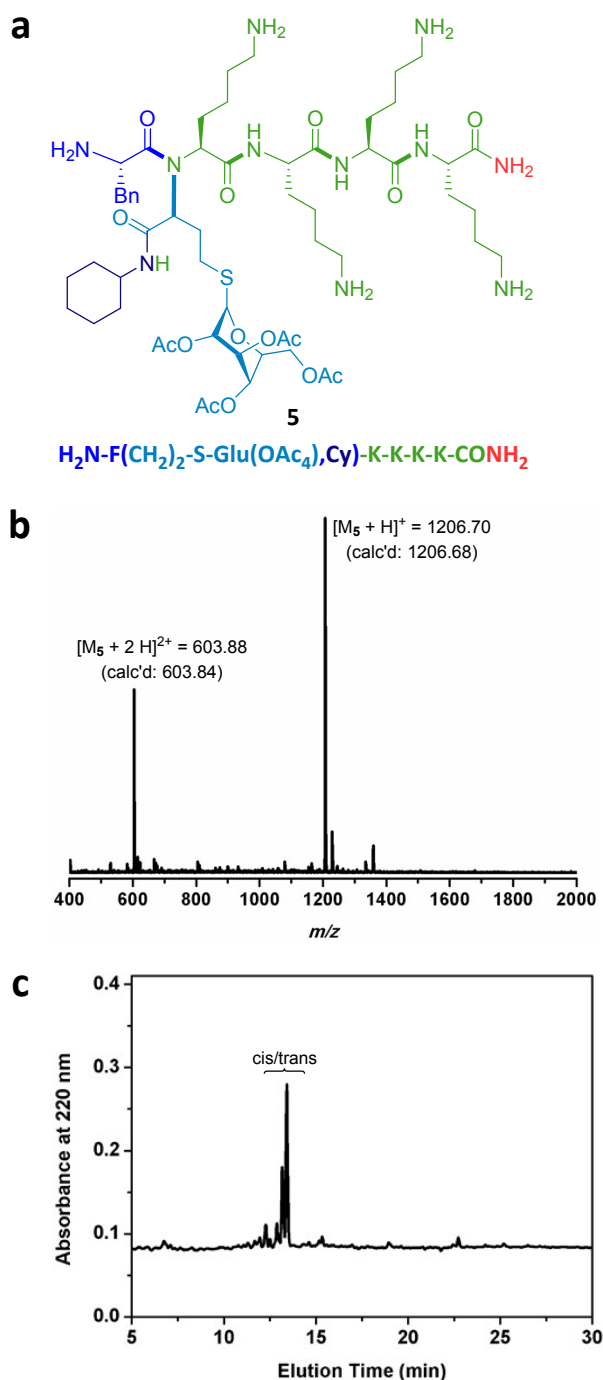 a
NH₂
NH₂
O
H₂N
N
Bn
O
H
N
O
N
H
O
H
N
O
NH₂
O
N
H
S
NH₂
NH₂
O
AcO
OAc
AcO
OAc
5
H₂N-F(CH₂)₂-S-Glu(OAc₄),Cy)-K-K-K-K-CONH₂
b
[M₅ + H]⁺ = 1206.70
(calc'd: 1206.68)
[M₅ + 2 H]²⁺ = 603.88
(calc'd: 603.84)
400 600 800 1000 1200 1400 1600 1800 2000
m/z
c
cis/trans
Absorbance at 220 nm
0.4
0.3
0.2
0.1
0.0
5 10 15 20 25 30
Elution Time (min)